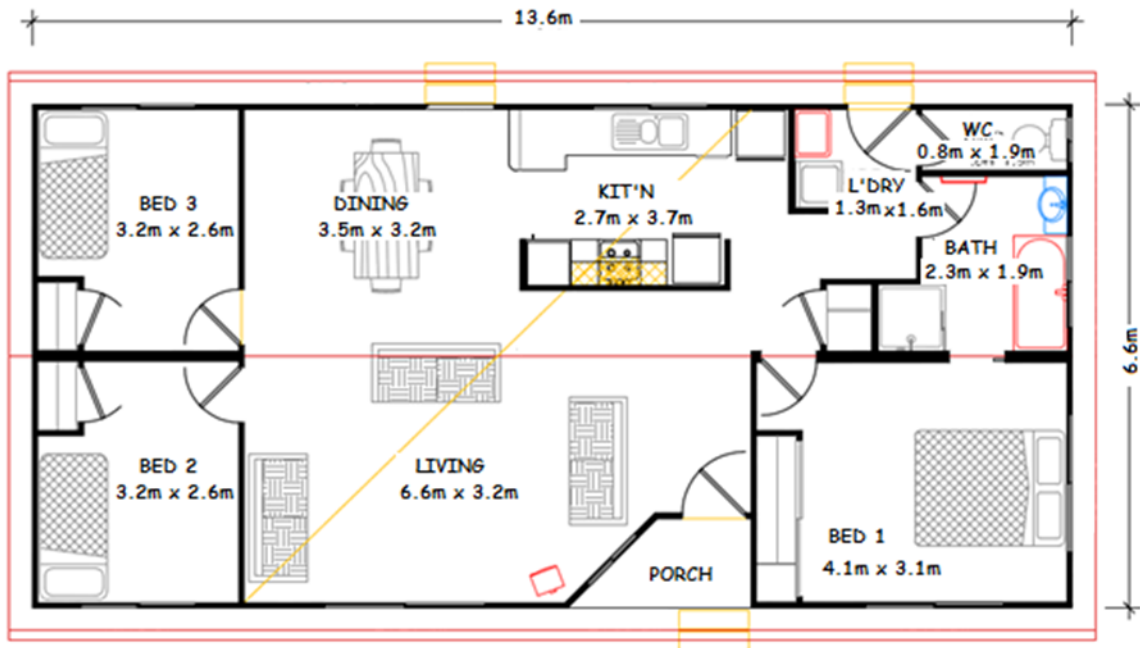 13.6m
WC
0.8m x 1.9m
BED 3
3.2m x 2.6m
DINING
3.5m x 3.2m
KIT'N
2.7m x 3.7m
L'DRY
1.3m x1.6m
BATH
2.3m x 1.9m
6.6m
BED 2
3.2m x 2.6m
LIVING
6.6m x 3.2m
BED 1
4.1m x 3.1m
PORCH